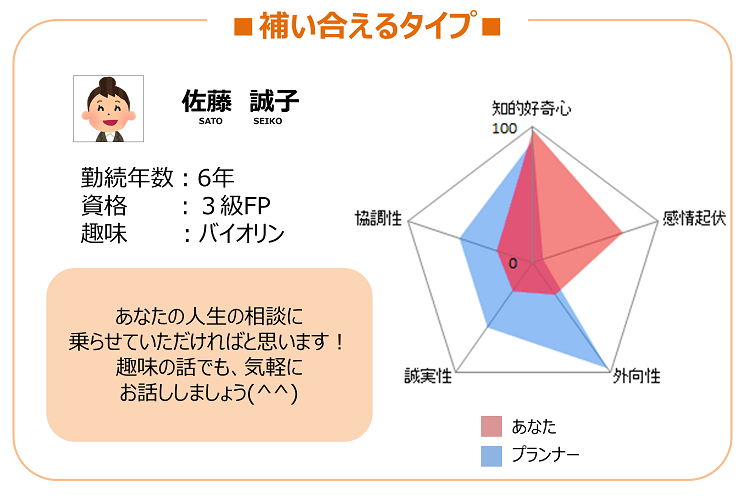 ■補い合えるタイプ■
佐藤 誠子
SATO SEIKO
勤続年数：6年
資格 ：３級FP
趣味 ：バイオリン
あなたの人生の相談に
乗らせていただければと思います！
趣味の話でも、気軽に
お話ししましょう(^^)
知的好奇心
100
協調性
感情起伏
0
誠実性
外向性
あなた
プランナー